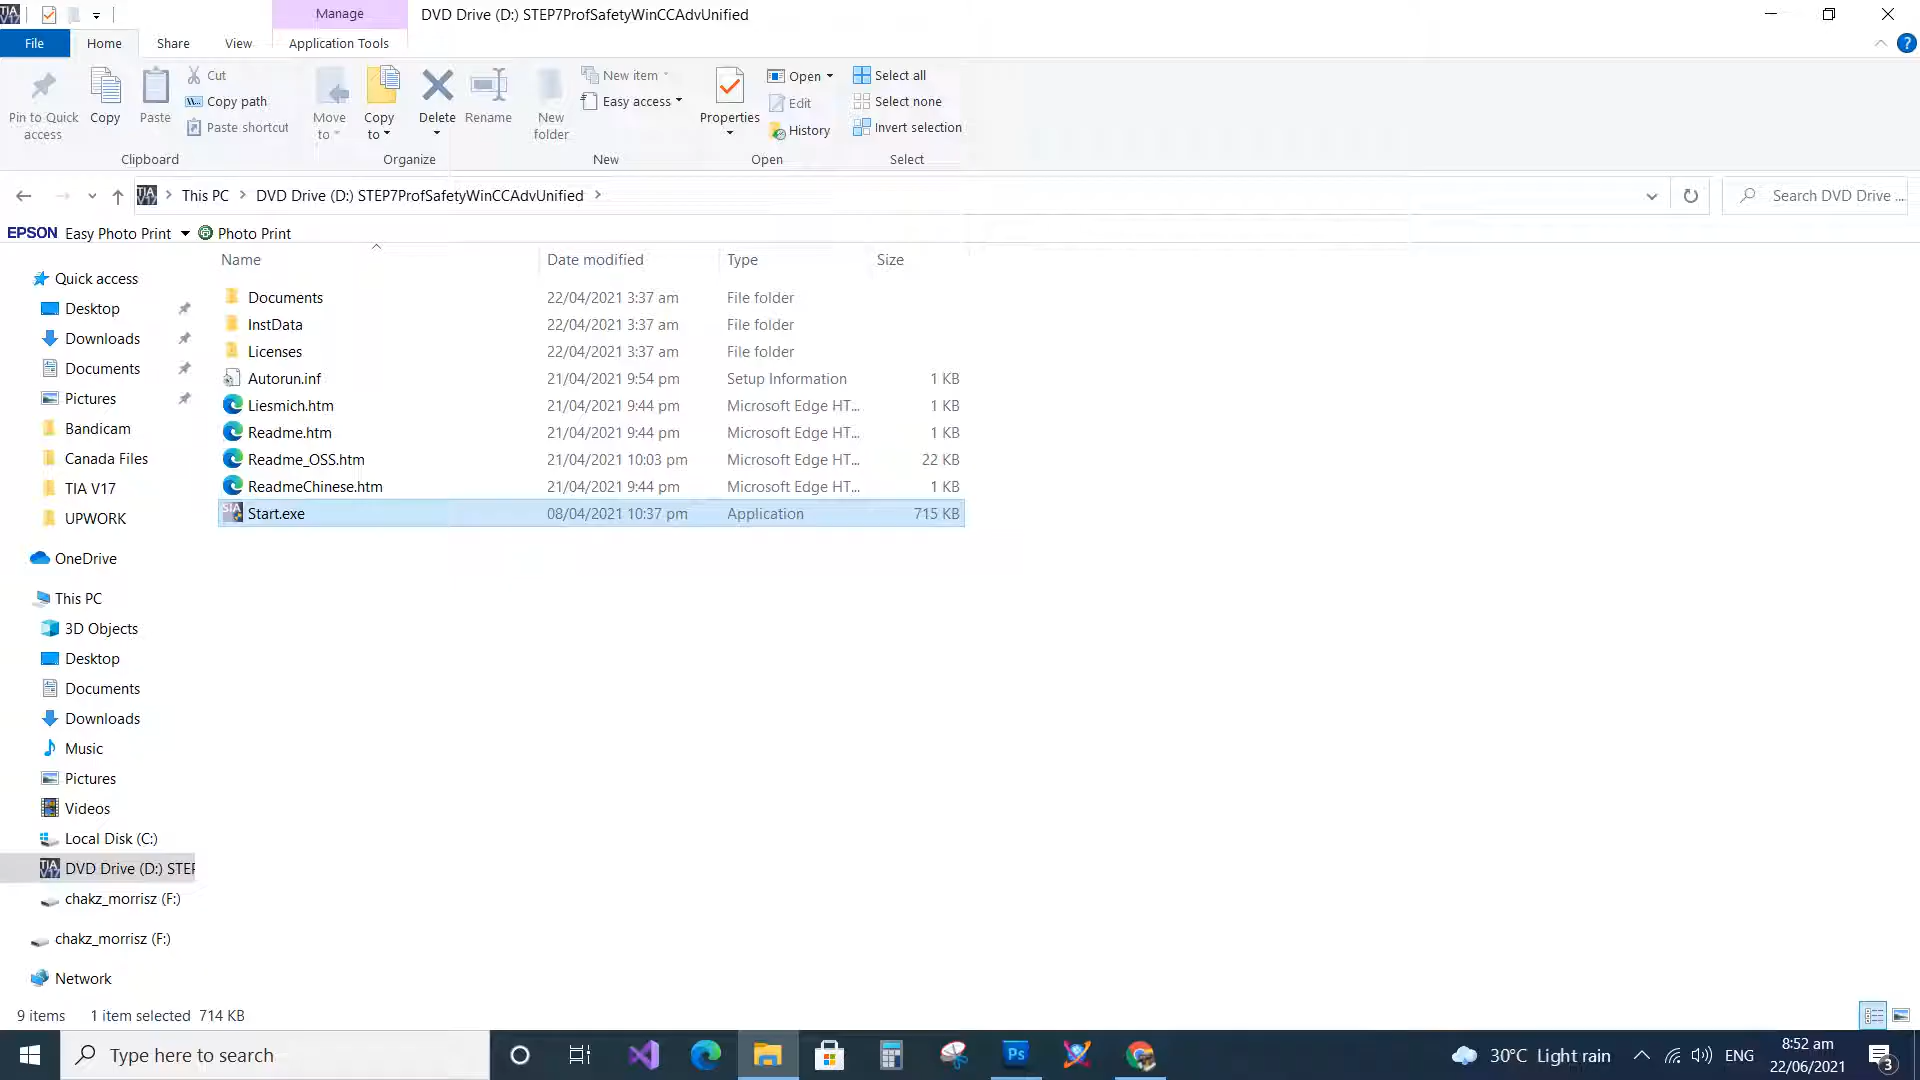 Manage
DVD Drive (D:) STEP7ProfSafetyWinCCAdvUnified
File
Home
Share
View
Application Tools
Pin to Quick access
Copy
Paste
Cut
Copy path
Paste shortcut
Move to
Copy to
Delete
Rename
New folder
New item
Easy access
Properties
Open
Edit
History
Select all
Select none
Invert selection
Clipboard
Organize
New
Open
Select
This PC
DVD Drive (D:) STEP7ProfSafetyWinCCAdvUnified
Search DVD Drive ...
EPSON Easy Photo Print
Photo Print
Name
Date modified
Type
Size
Documents 22/04/2021 3:37 am File folder
InstData 22/04/2021 3:37 am File folder
Licenses 22/04/2021 3:37 am File folder
Autorun.inf 21/04/2021 9:54 pm Setup Information 1 KB
Liesmich.htm 21/04/2021 9:44 pm Microsoft Edge HT... 1 KB
Readme.htm 21/04/2021 9:44 pm Microsoft Edge HT... 1 KB
Readme_OSS.htm 21/04/2021 10:03 pm Microsoft Edge HT... 22 KB
ReadmeChinese.htm 21/04/2021 9:44 pm Microsoft Edge HT... 1 KB
Start.exe 08/04/2021 10:37 pm Application 715 KB
Quick access
Desktop
Downloads
Documents
Pictures
Bandicam
Canada Files
TIA V17
UPWORK
OneDrive
This PC
3D Objects
Desktop
Documents
Downloads
Music
Pictures
Videos
Local Disk (C:)
DVD Drive (D:) STEP
chakz_morrisz (F:)
chakz_morrisz (F:)
Network
9 items
1 item selected 714 KB
Type here to search
Ps
30°C Light rain
ENG
8:52 am
22/06/2021
3